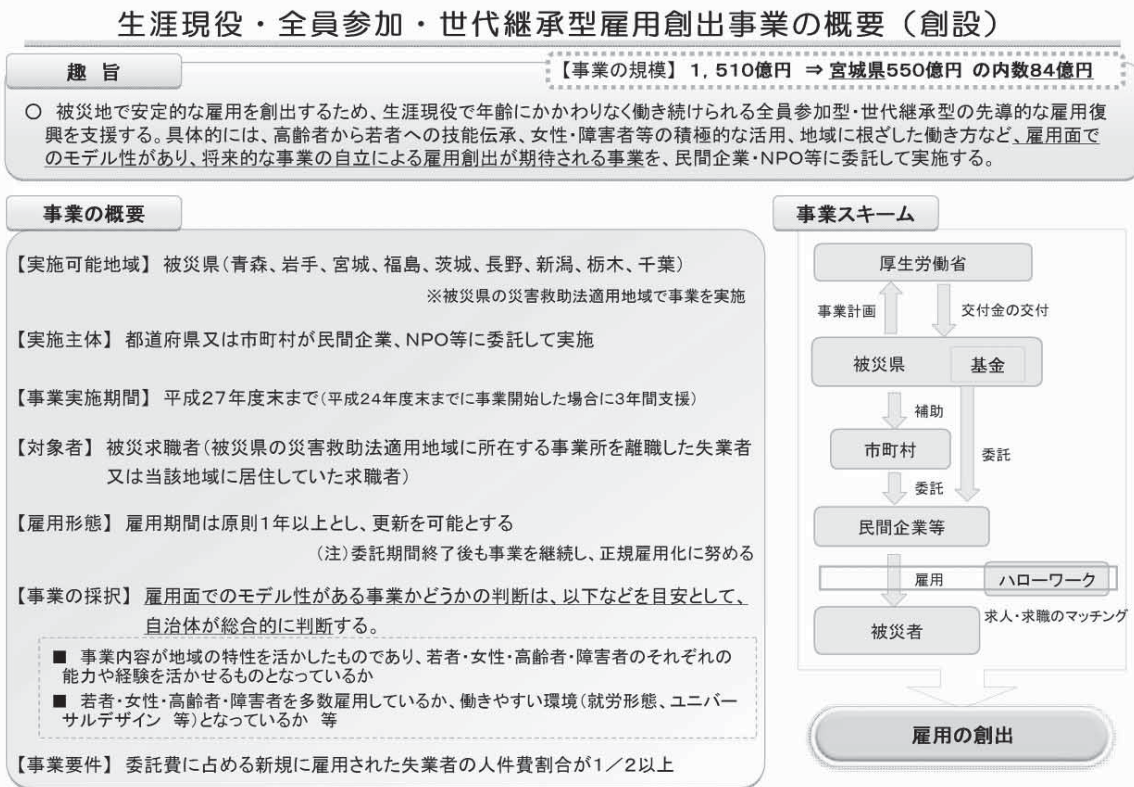 生涯現役・全員参加・世代継承型雇用創出事業の概要（創設）
趣 旨
【事業の規模】 1,510億円 ⇒ 宮城県550億円 の内数84億円
○ 被災地で安定的な雇用を創出するため、生涯現役で年齢にかかわりなく働き続けられる全員参加型・世代継承型の先導的な雇用復
興を支援する。具体的には、高齢者から若者への技能伝承、女性・障害者等の積極的な活用、地域に根ざした働き方など、雇用面で
のモデル性があり、将来的な事業の自立による雇用創出が期待される事業を、民間企業・NPO等に委託して実施する。
事業の概要
【実施可能地域】 被災県（青森、岩手、宮城、福島、茨城、長野、新潟、栃木、千葉）
※被災県の災害救助法適用地域で事業を実施
【実施主体】 都道府県又は市町村が民間企業、NPO等に委託して実施
【事業実施期間】 平成27年度末まで（平成24年度末までに事業開始した場合に3年間支援）
【対象者】 被災求職者（被災県の災害救助法適用地域に所在する事業所を離職した失業者
又は当該地域に居住していた求職者）
【雇用形態】 雇用期間は原則1年以上とし、更新を可能とする
（注）委託期間終了後も事業を継続し、正規雇用化に努める
【事業の採択】 雇用面でのモデル性がある事業かどうかの判断は、以下などを目安として、
自治体が総合的に判断する。
■ 事業内容が地域の特性を活かしたものであり、若者・女性・高齢者・障害者のそれぞれの
能力や経験を活かせるものとなっているか
■ 若者・女性・高齢者・障害者を多数雇用しているか、働きやすい環境（就労形態、ユニバー
サルデザイン 等）となっているか 等
【事業要件】 委託費に占める新規に雇用された失業者の人件費割合が1／2以上
事業スキーム
厚生労働省
事業計画
交付金の交付
被災県
基金
補助
市町村
委託
委託
民間企業等
雇用
ハローワーク
求人・求職のマッチング
被災者
雇用の創出